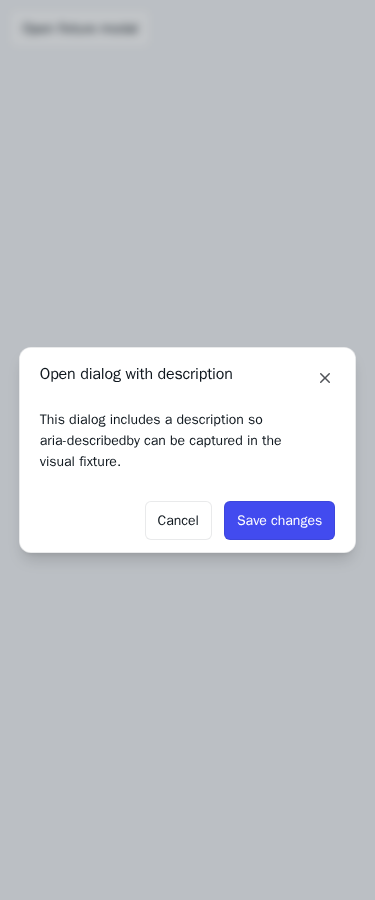 Open fixture modal
Open dialog with description
This dialog includes a description so
aria-describedby can be captured in the
visual fixture.
Cancel
Save changes